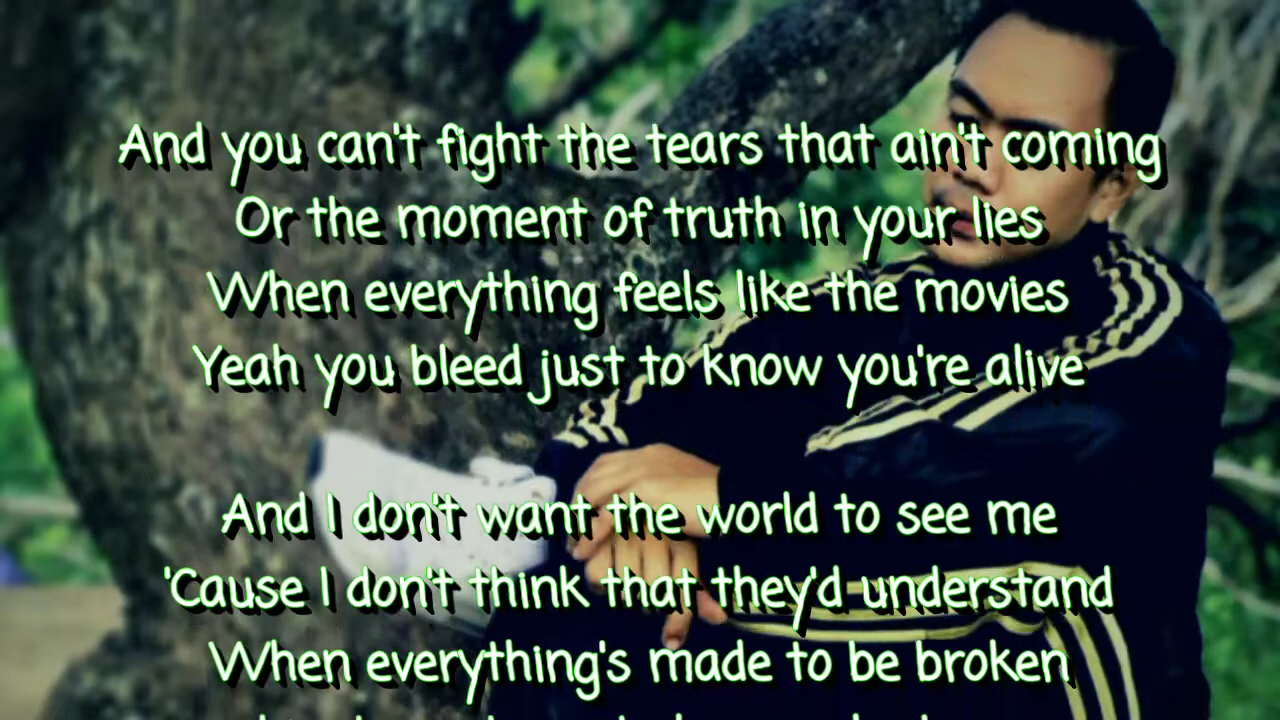 And you can't fight the tears that ain't coming
Or the moment of truth in your lies
When everything feels like the movies
Yeah you bleed just to know you're alive
And I don't want the world to see me
'Cause I don't think that they'd understand
When everything's made to be broken